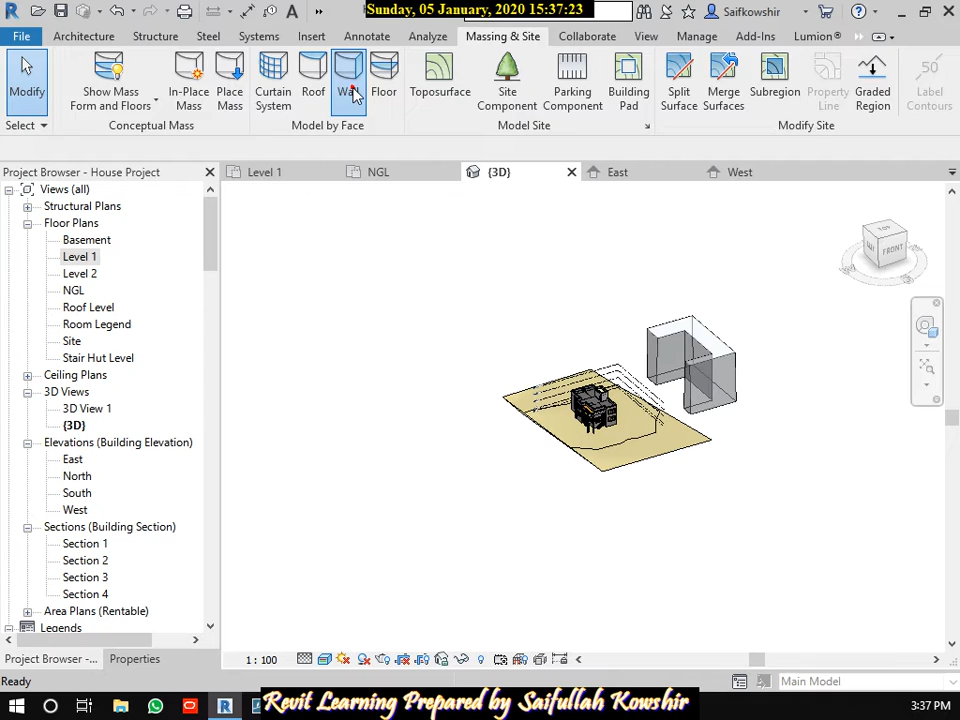 Sunday, 05 January, 2020 15:37:23
Saifkowshir
File Architecture Structure Steel Systems Insert Annotate Analyze Massing & Site Collaborate View Manage Add-Ins Lumion®
Modify
Show Mass Form and Floors
In-Place Mass
Place Mass
Curtain System
Roof
Floor
Toposurface
Site Component
Parking Component
Building Pad
Split Surface
Merge Surfaces
Subregion
Property Line
Graded Region
50
Label Contours
Select
Conceptual Mass
Model by Face
Model Site
Modify Site
Project Browser - House Project
Level 1
NGL
{3D}
East
West
Views (all)
Structural Plans
Floor Plans
Basement
Level 1
Level 2
NGL
Roof Level
Room Legend
Site
Stair Hut Level
Ceiling Plans
3D Views
3D View 1
{3D}
Elevations (Building Elevation)
East
North
South
West
Sections (Building Section)
Section 1
Section 2
Section 3
Section 4
Area Plans (Rentable)
Legends
TOP
FRONT
Project Browser -...
Properties
1 : 100
Ready
Main Model
Revit Learning Prepared by Saifullah Kowshir
3:37 PM